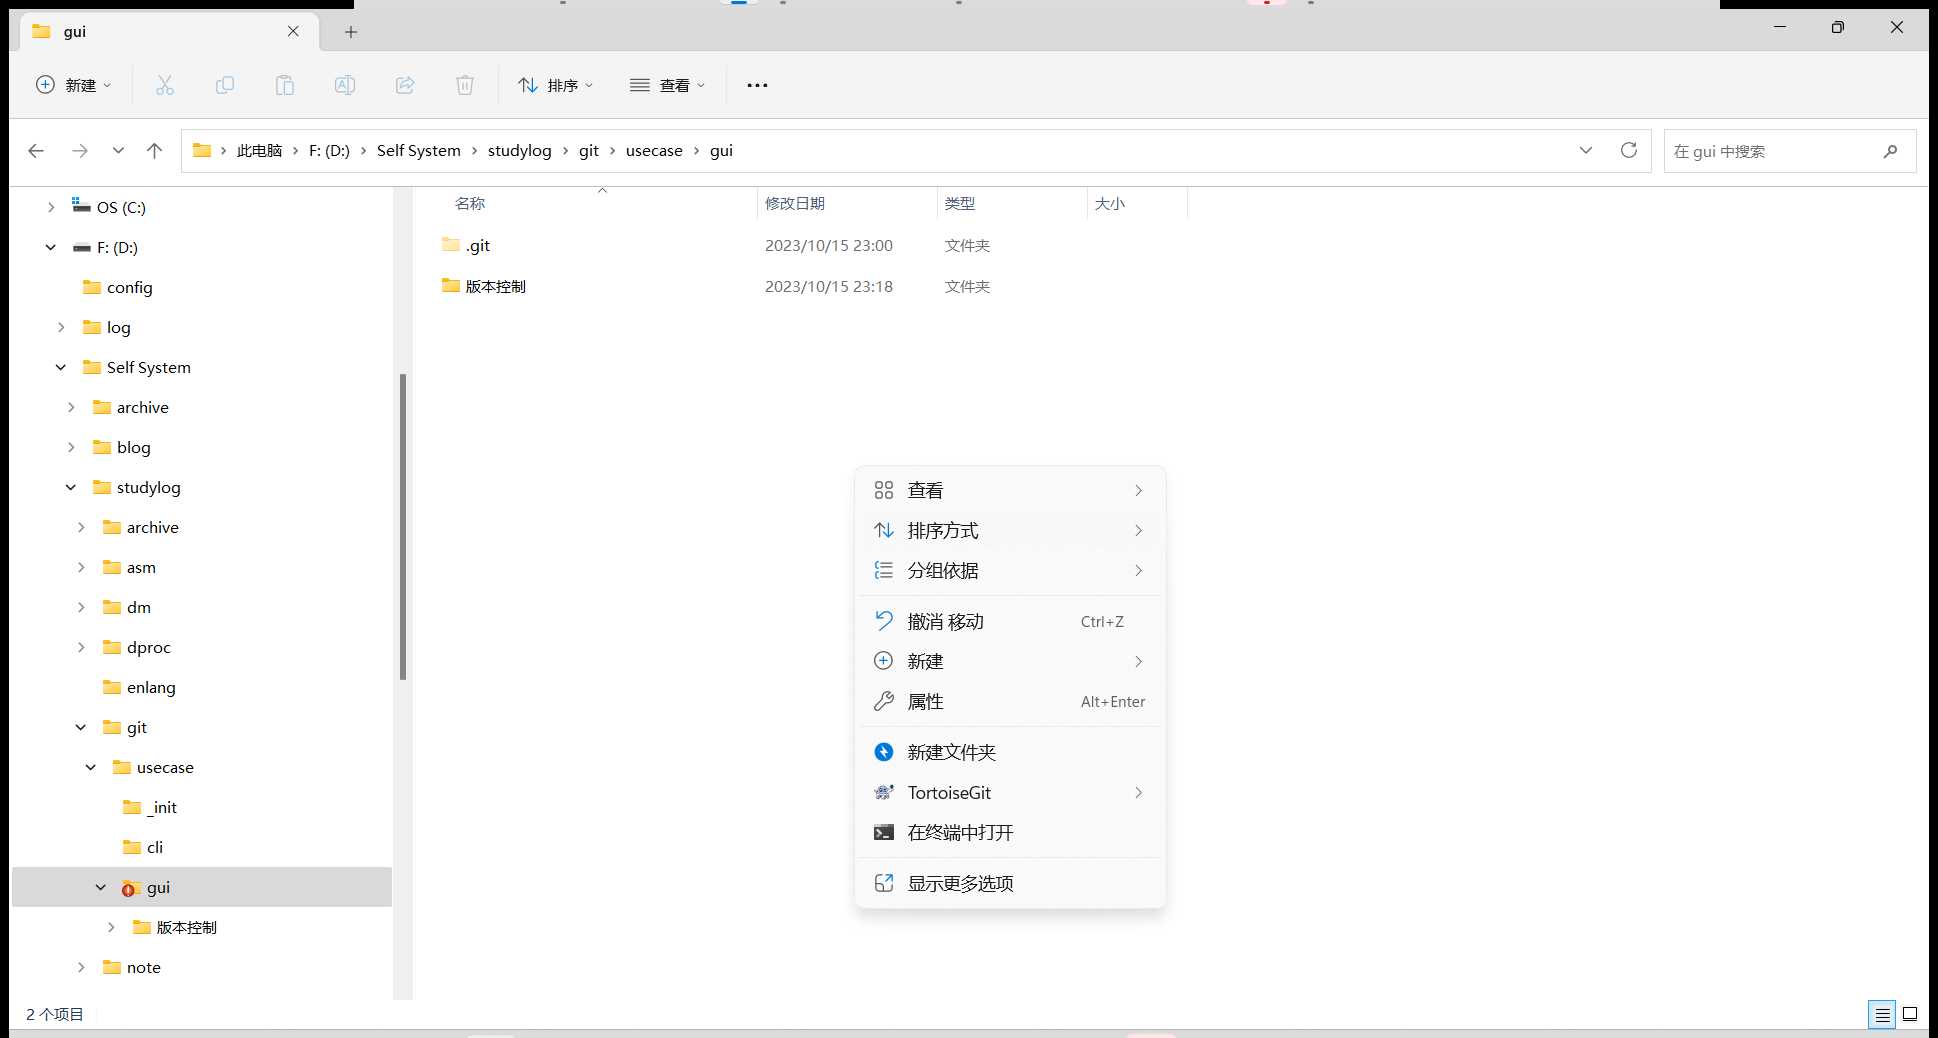 gui
新建
排序
查看
此电脑 F: (D:) Self System studylog git usecase gui
在 gui 中搜索
OS (C:)
F: (D:)
config
log
Self System
archive
blog
studylog
archive
asm
dm
dproc
enlang
git
usecase
_init
cli
gui
版本控制
note
名称 修改日期 类型 大小
.git 2023/10/15 23:00 文件夹
版本控制 2023/10/15 23:18 文件夹
查看
排序方式
分组依据
撤消 移动 Ctrl+Z
新建
属性 Alt+Enter
新建文件夹
TortoiseGit
在终端中打开
显示更多选项
2 个项目